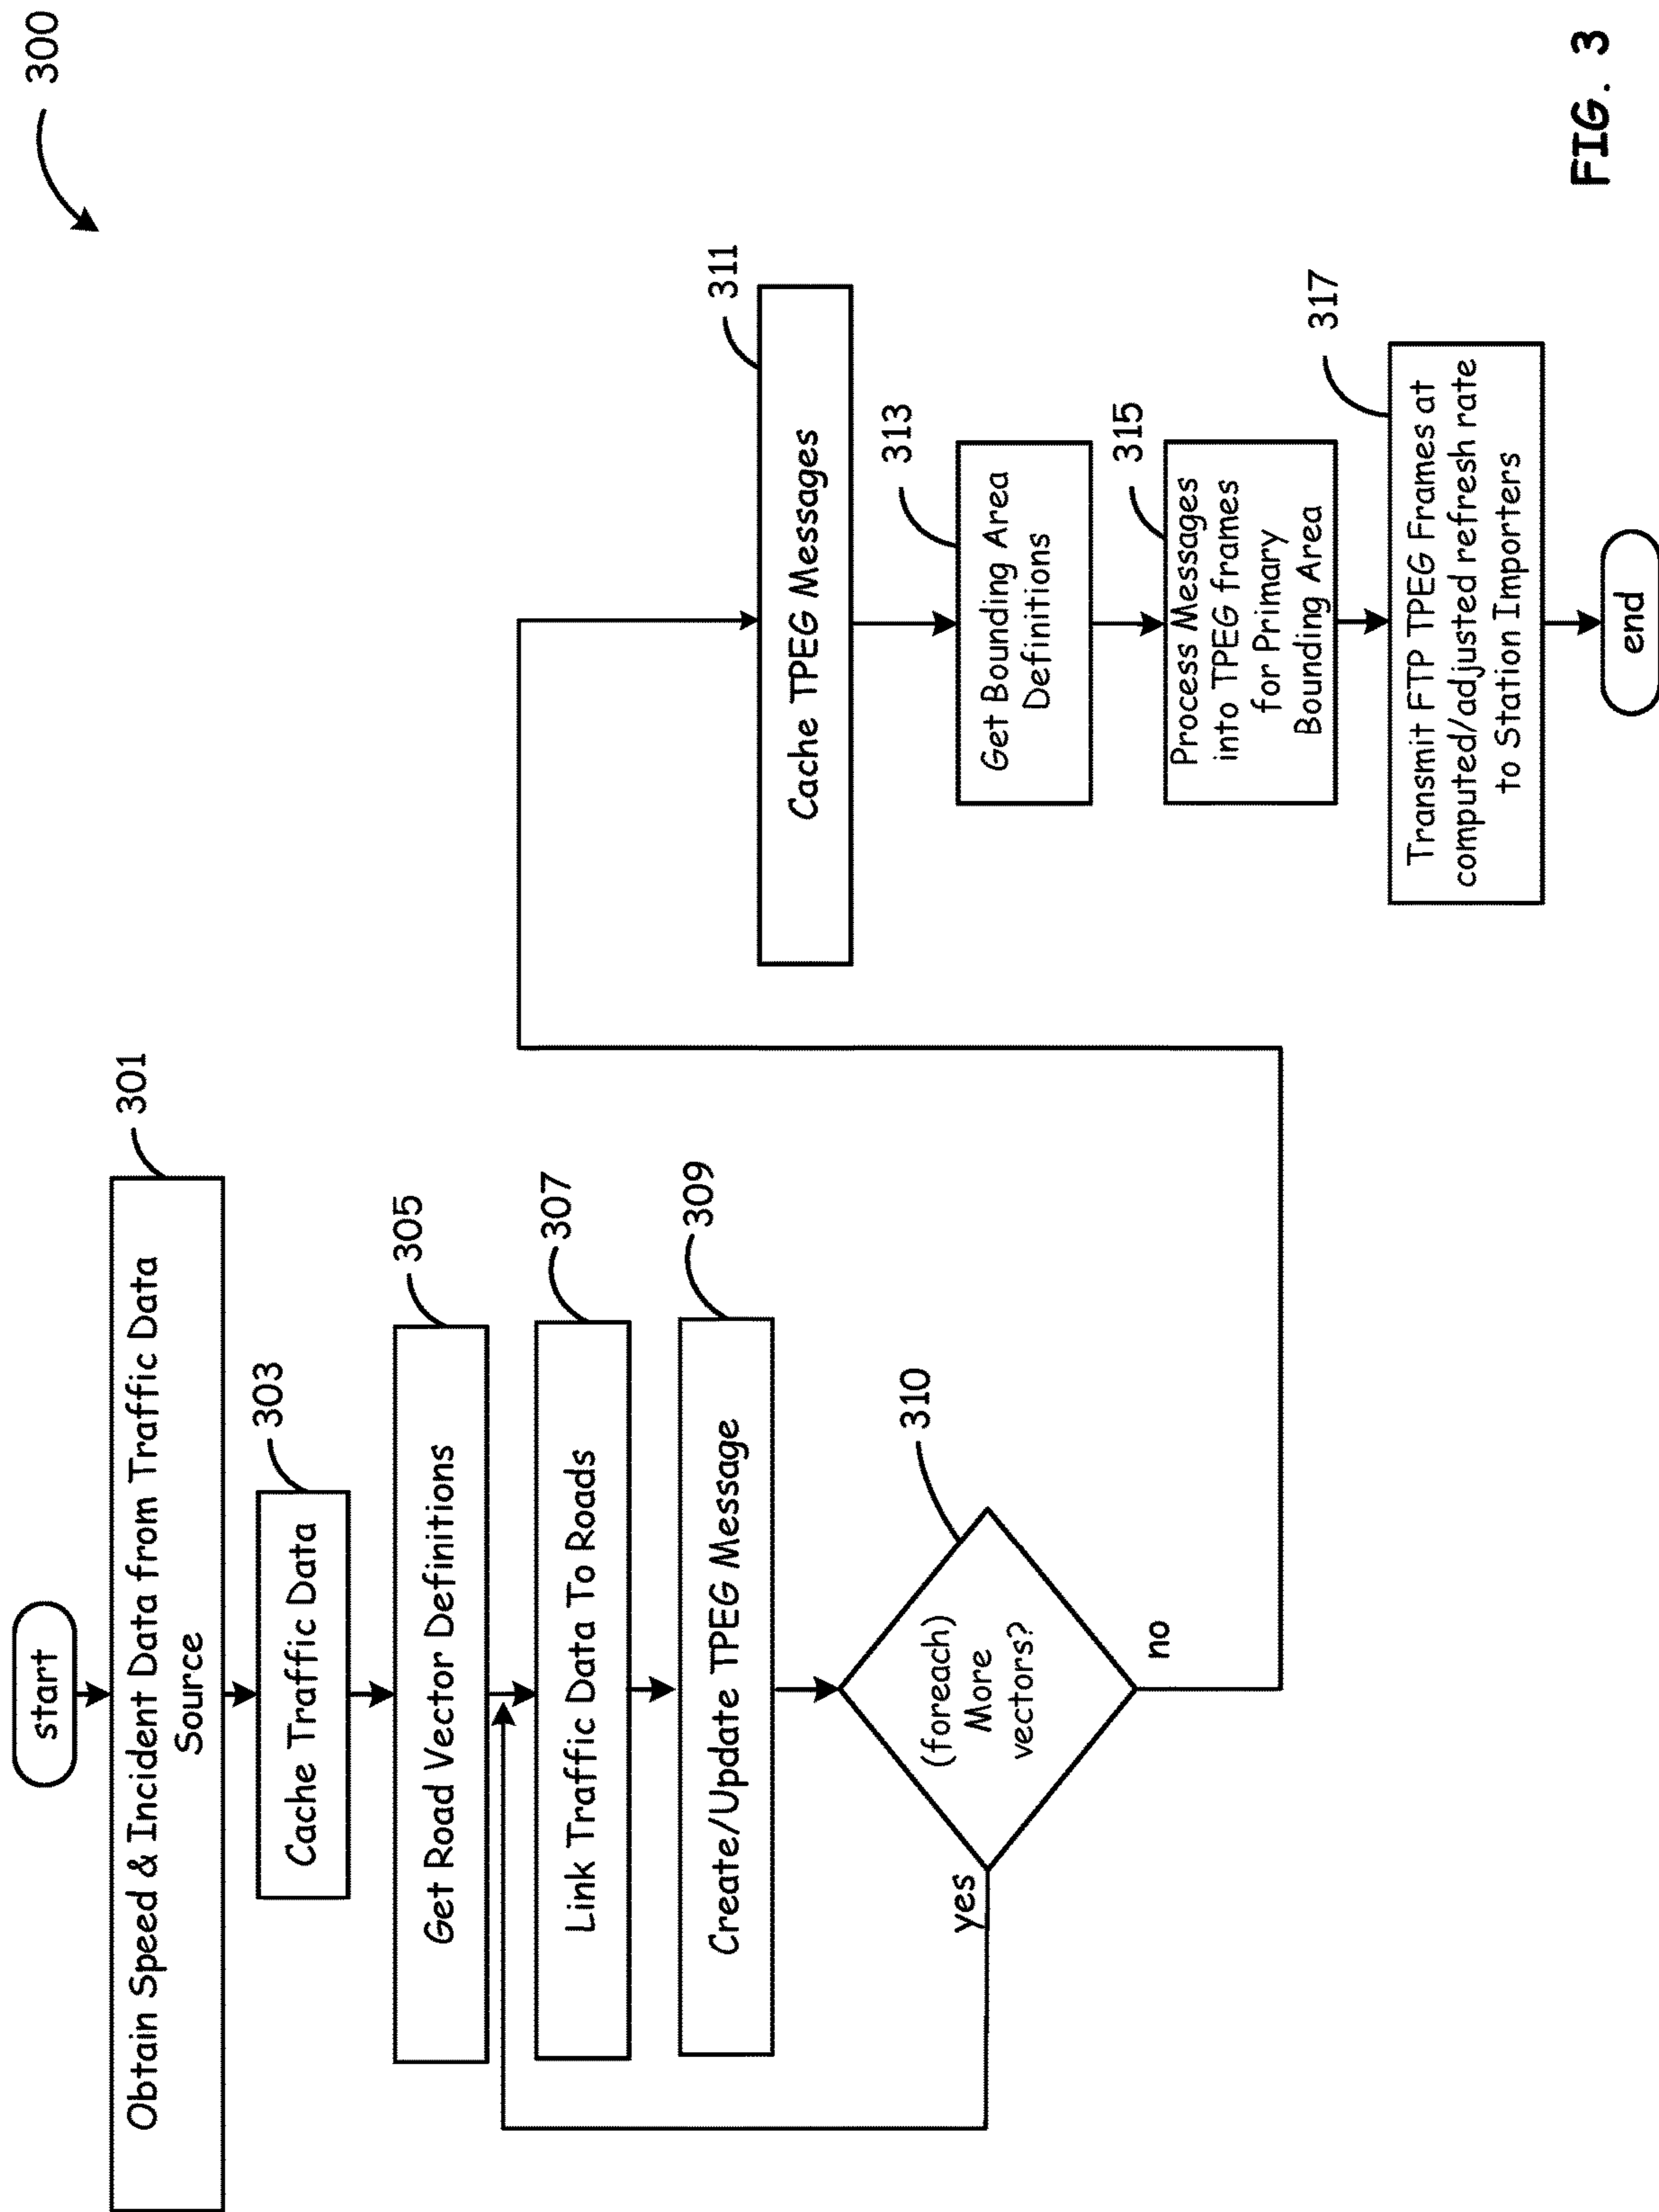 300
start
301
Obtain Speed & Incident Data from Traffic Data
Source
303
Cache Traffic Data
305
Get Road Vector Definitions
307
Link Traffic Data To Roads
309
Create/Update TPEG Message
310
(foreach)
More
vectors?
yes
no
311
Cache TPEG Messages
313
Get Bounding Area
Definitions
315
Process Messages
into TPEG frames
for Primary
Bounding Area
317
Transmit FTP TPEG Frames at
computed/adjusted refresh rate
to Station Importers
end
FIG. 3